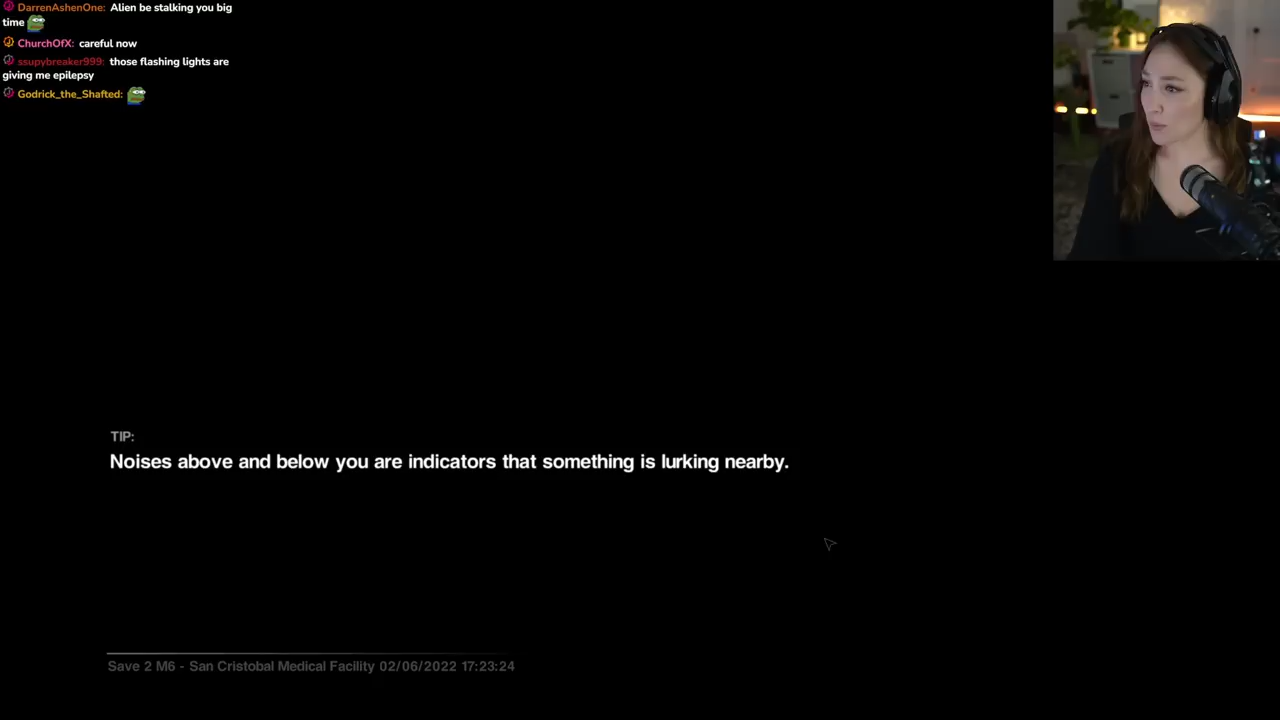 DarrenAshenOne: Alien be stalking you big
time
ChurchOfX: careful now
ssupybreaker999: those flashing lights are
giving me epilepsy
Godrick_the_Shafted:
TIP:
Noises above and below you are indicators that something is lurking nearby.
Save 2 M6 - San Cristobal Medical Facility 02/06/2022 17:23:24